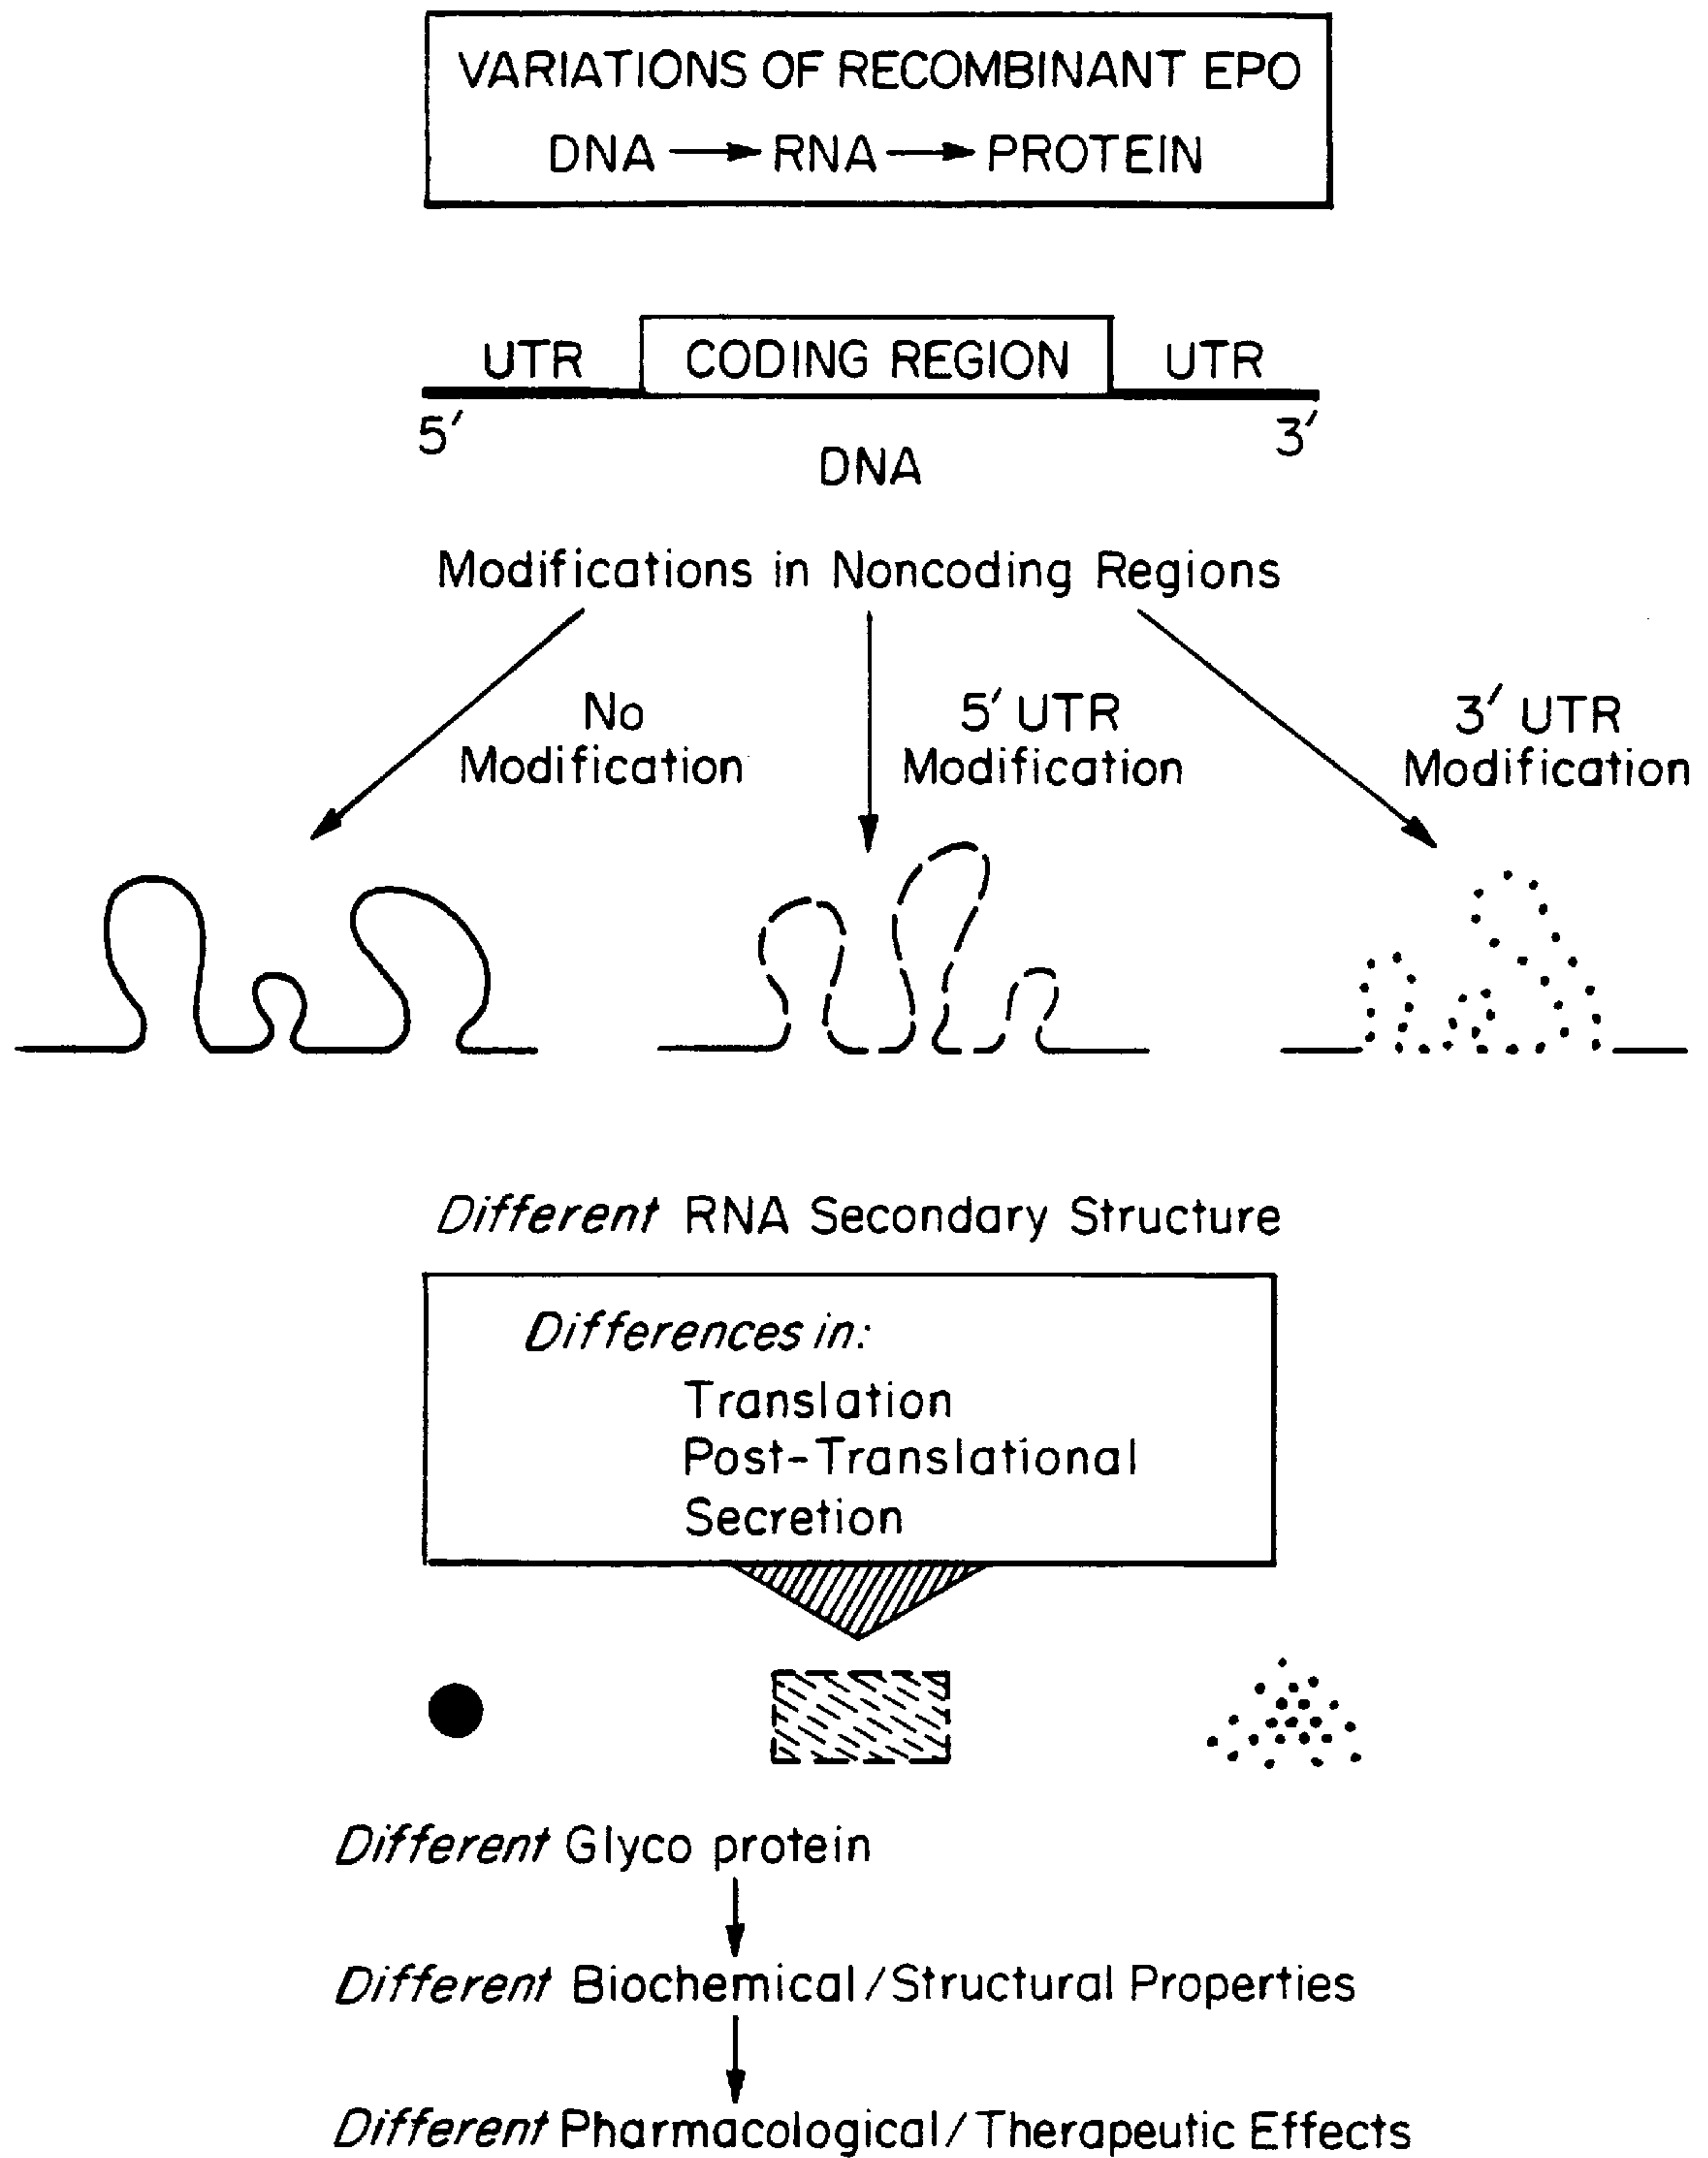 VARIATIONS OF RECOMBINANT EPO
DNA → RNA → PROTEIN
UTR CODING REGION UTR
5′ 3′
DNA
Modifications in Noncoding Regions
No
Modification
5′ UTR
Modification
3′ UTR
Modification
Different RNA Secondary Structure
Differences in:
Translation
Post-Translational
Secretion
Different Glyco protein
Different Biochemical/Structural Properties
Different Pharmacological/Therapeutic Effects